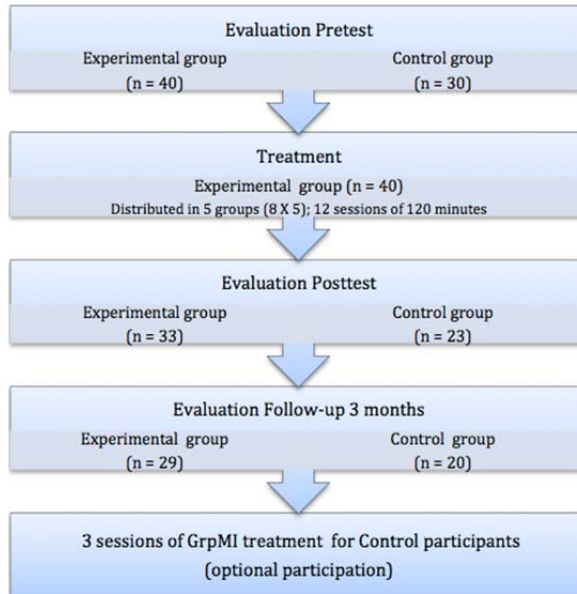 Evaluation Pretest
Experimental group Control group
(n = 40) (n = 30)
Treatment
Experimental group (n = 40)
Distributed in 5 groups (8 X 5); 12 sessions of 120 minutes
Evaluation Posttest
Experimental group Control group
(n = 33) (n = 23)
Evaluation Follow-up 3 months
Experimental group Control group
(n = 29) (n = 20)
3 sessions of GrpMI treatment for Control participants
(optional participation)